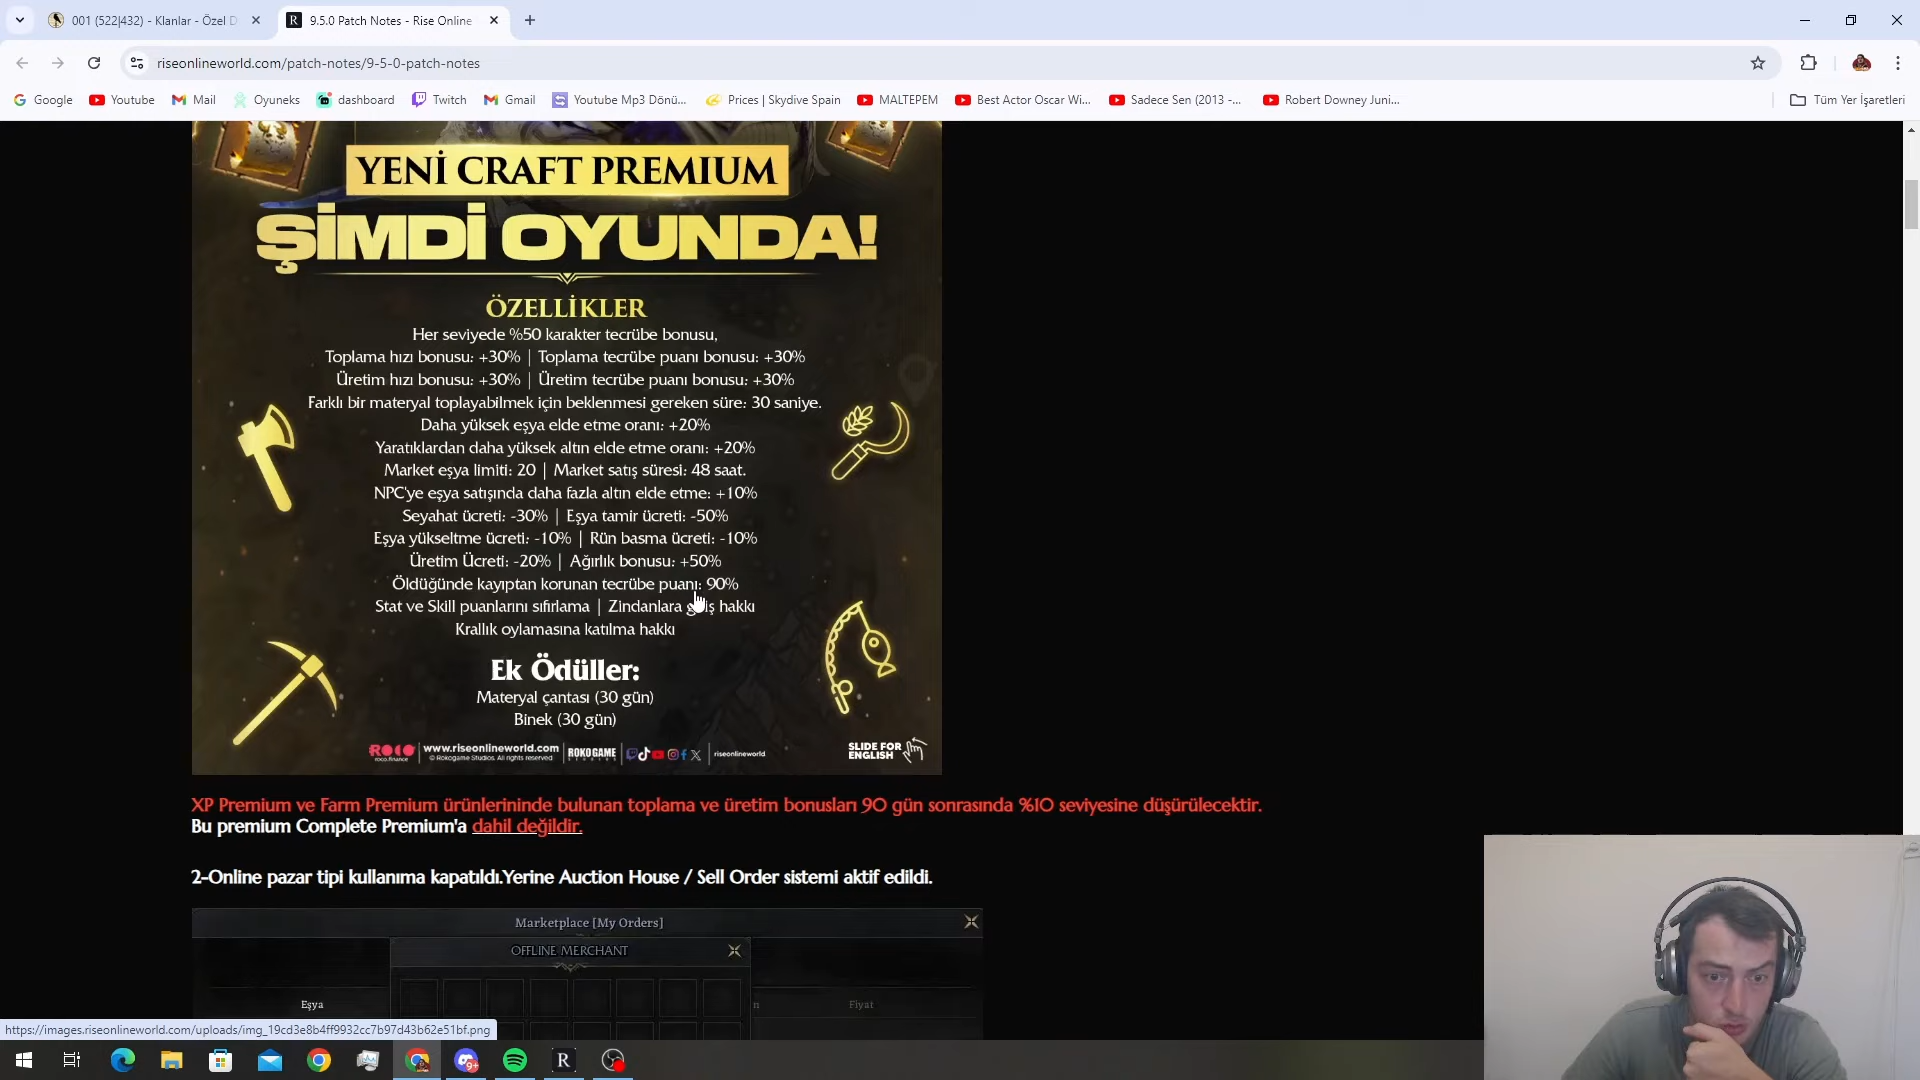 001 (522|432) - Klanlar - Özel D
9.5.0 Patch Notes - Rise Online
riseonlineworld.com/patch-notes/9-5-0-patch-notes
Google
Youtube
Mail
Oyuneks
dashboard
Twitch
Gmail
Youtube Mp3 Dönü...
Prices | Skydive Spain
MALTEPEM
Best Actor Oscar Wi...
Sadece Sen (2013 -...
Robert Downey Juni...
Tüm Yer İşaretleri
YENİ CRAFT PREMIUM
ŞİMDİ OYUNDA!
ÖZELLİKLER
Her seviyede %50 karakter tecrübe bonusu,
Toplama hızı bonusu: +30% | Toplama tecrübe puanı bonusu: +30%
Üretim hızı bonusu: +30% | Üretim tecrübe puanı bonusu: +30%
Farklı bir materyal toplayabilmek için beklenmesi gereken süre: 30 saniye.
Daha yüksek eşya elde etme oranı: +20%
Yaratıklardan daha yüksek altın elde etme oranı: +20%
Market eşya limiti: 20 | Market satış süresi: 48 saat.
NPC'ye eşya satışında daha fazla altın elde etme: +10%
Seyahat ücreti: -30% | Eşya tamir ücreti: -50%
Eşya yükseltme ücreti: -10% | Rün basma ücreti: -10%
Üretim Ücreti: -20% | Ağırlık bonusu: +50%
Öldüğünde kayıptan korunan tecrübe puanı: 90%
Stat ve Skill puanlarını sıfırlama | Zindanlara giriş hakkı
Krallık oylamasına katılma hakkı
Ek Ödüller:
Materyal çantası (30 gün)
Binek (30 gün)
ROCO roco.finance | www.riseonlineworld.com © Rokogame Studios. All rights reserved | ROKOGAME STUDIOS | riseonlineworld
SLIDE FOR ENGLISH
XP Premium ve Farm Premium ürünlerininde bulunan toplama ve üretim bonusları 90 gün sonrasında %10 seviyesine düşürülecektir.
Bu premium Complete Premium'a dahil değildir.
2-Online pazar tipi kullanıma kapatıldı.Yerine Auction House / Sell Order sistemi aktif edildi.
Marketplace [My Orders]
OFFLINE MERCHANT
Eşya
Fiyat
https://images.riseonlineworld.com/uploads/img_19cd3e8b4ff9932cc7b97d43b62e51bf.png